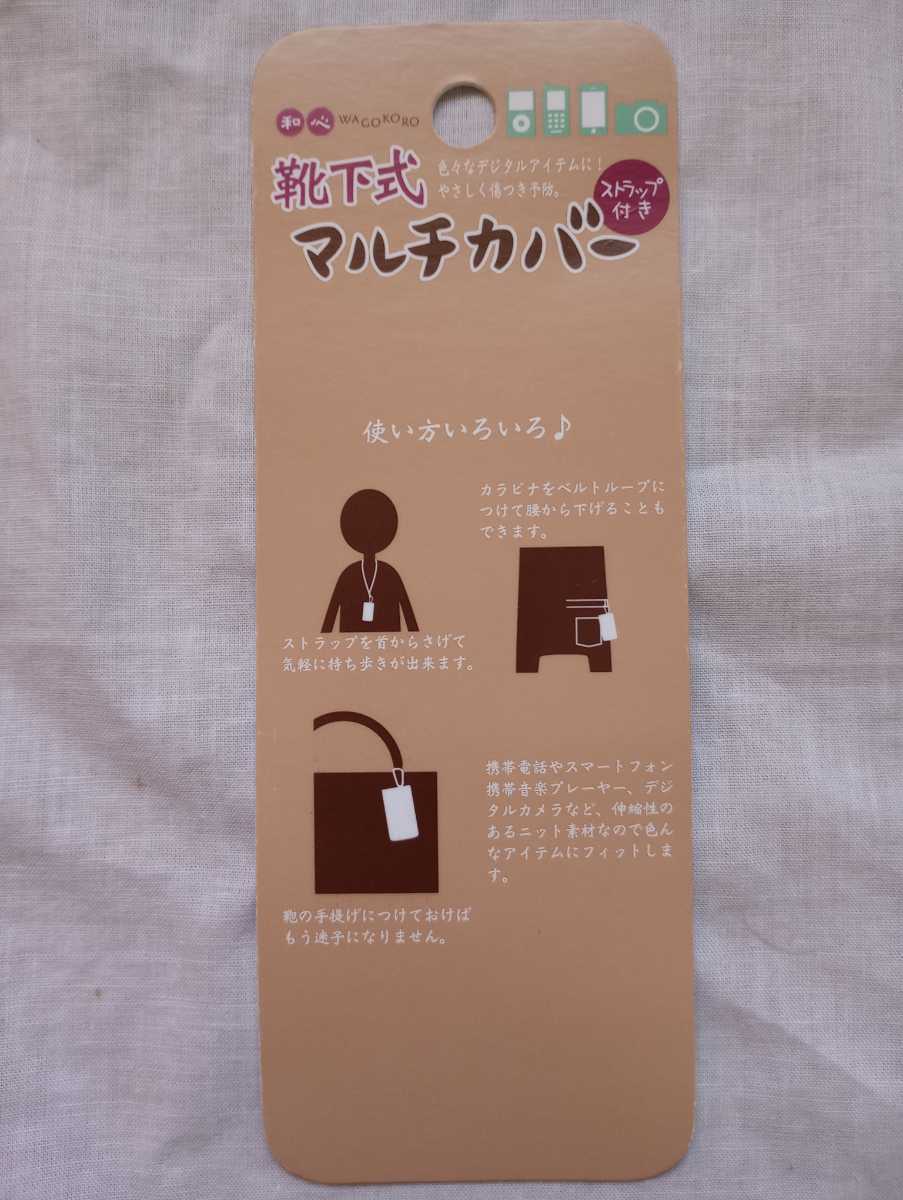 和心 WAGOKORO
靴下式
色々なデジタルアイテムに！
やさしく傷つき予防。
ストラップ
付き
マルチカバー
使い方いろいろ♪
カラビナをベルトループに
つけて腰から下げることも
できます。
ストラップを首からさげて
気軽に持ち歩きが出来ます。
携帯電話やスマートフォン
携帯音楽プレーヤー、デジ
タルカメラなど、伸縮性の
あるニット素材なので色ん
なアイテムにフィットしま
す。
鞄の手提げにつけておけば
もう迷子になりません。